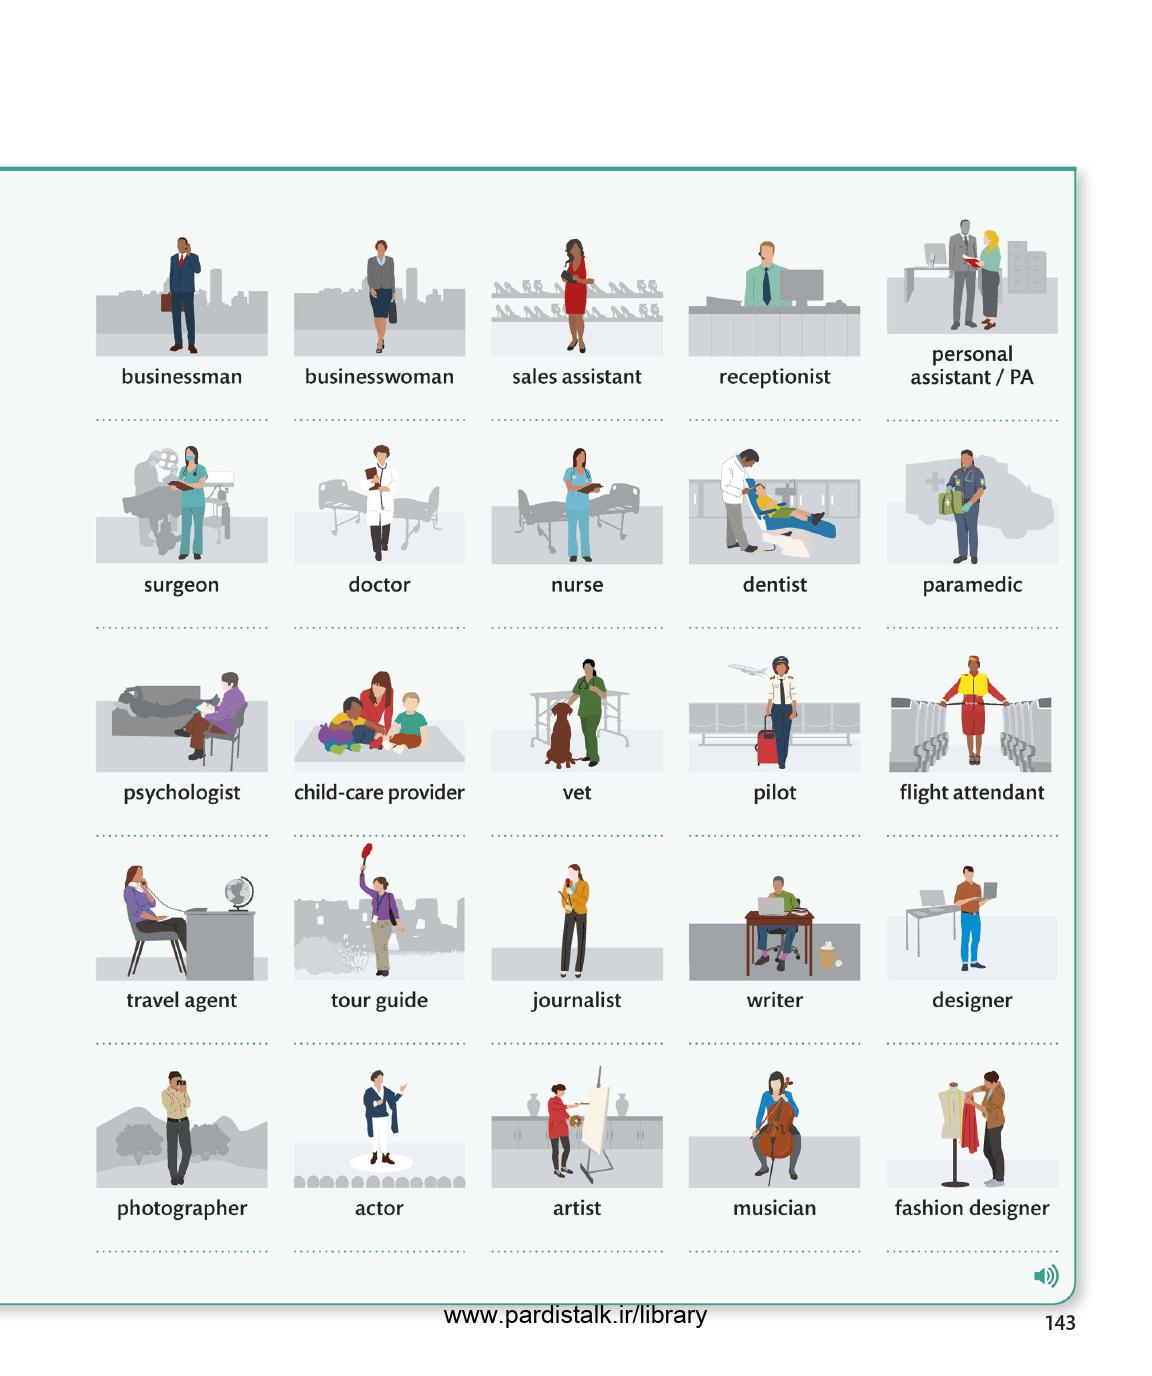 businessman
businesswoman
sales assistant
receptionist
personal
assistant / PA
surgeon
doctor
nurse
dentist
paramedic
psychologist
child-care provider
vet
pilot
flight attendant
travel agent
tour guide
journalist
writer
designer
photographer
actor
artist
musician
fashion designer
www.pardistalk.ir/library
143